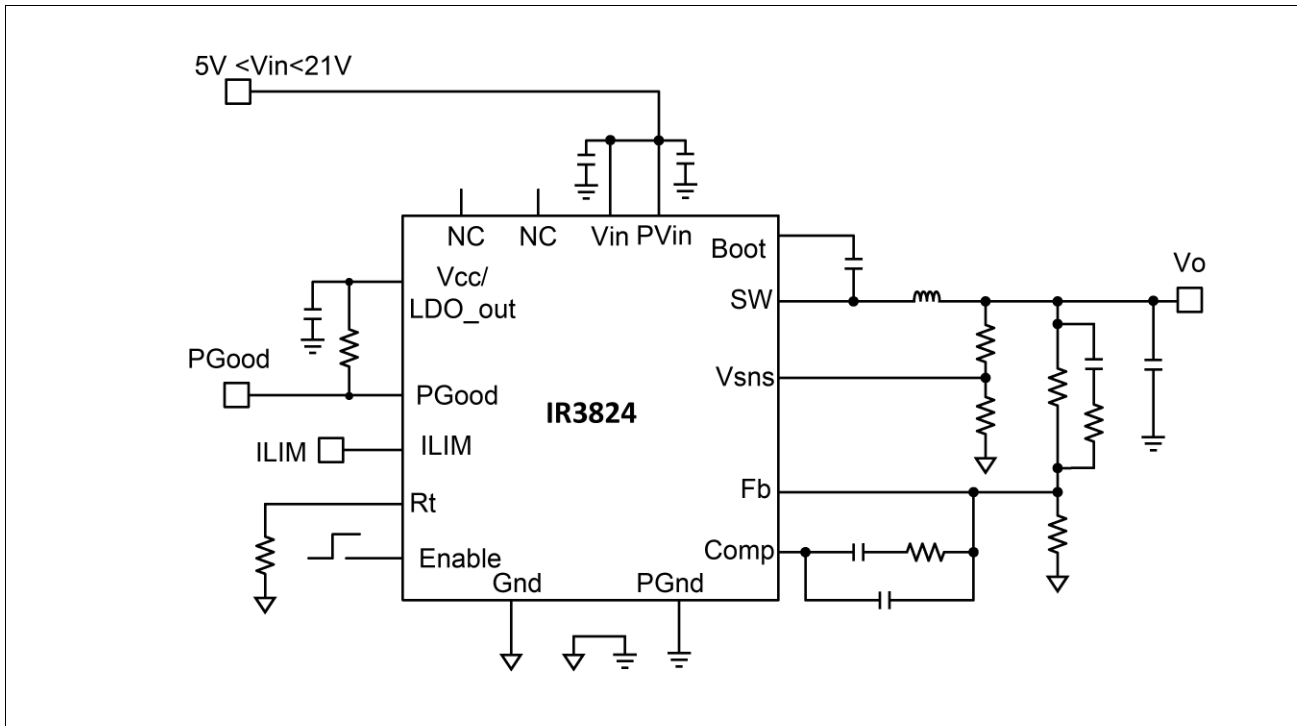 5V <Vin<21V
NC
NC
Vin
PVin
Boot
Vcc/
LDO_out
SW
Vo
PGood
PGood
Vsns
IR3824
ILIM
ILIM
Fb
Rt
Comp
Enable
Gnd
PGnd